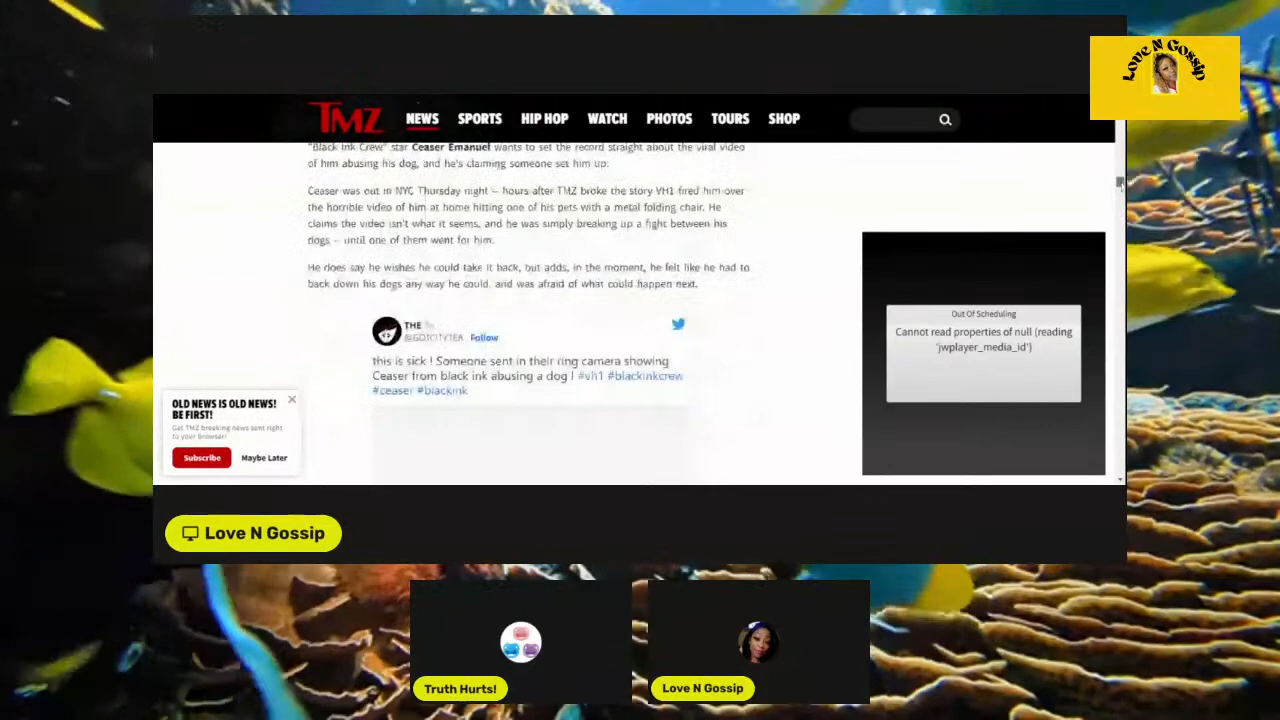 Love N Gossip
TMZ NEWS SPORTS HIP HOP WATCH PHOTOS TOURS SHOP
"Black Ink Crew" star Ceaser Emanuel wants to set the record straight about the viral video
of him abusing his dog, and he's claiming someone set him up.
Ceaser was out in NYC Thursday night -- hours after TMZ broke the story VH1 fired him over
the horrible video of him at home hitting one of his pets with a metal folding chair. He
claims the video isn't what it seems, and he was simply breaking up a fight between his
dogs -- until one of them went for him.
He does say he wishes he could take it back, but adds, in the moment, he felt like he had to
back down his dogs any way he could, and was afraid of what could happen next.
THE
Follow
this is sick ! Someone sent in their ring camera showing
Ceaser from black ink abusing a dog ! #vh1 #blackinkcrew
#ceaser #blackink
Out Of Scheduling
Cannot read properties of null (reading
'jwplayer_media_id')
OLD NEWS IS OLD NEWS!
BE FIRST!
Get TMZ breaking news sent right
to your browser!
Subscribe Maybe Later
Love N Gossip
Truth Hurts!
Love N Gossip